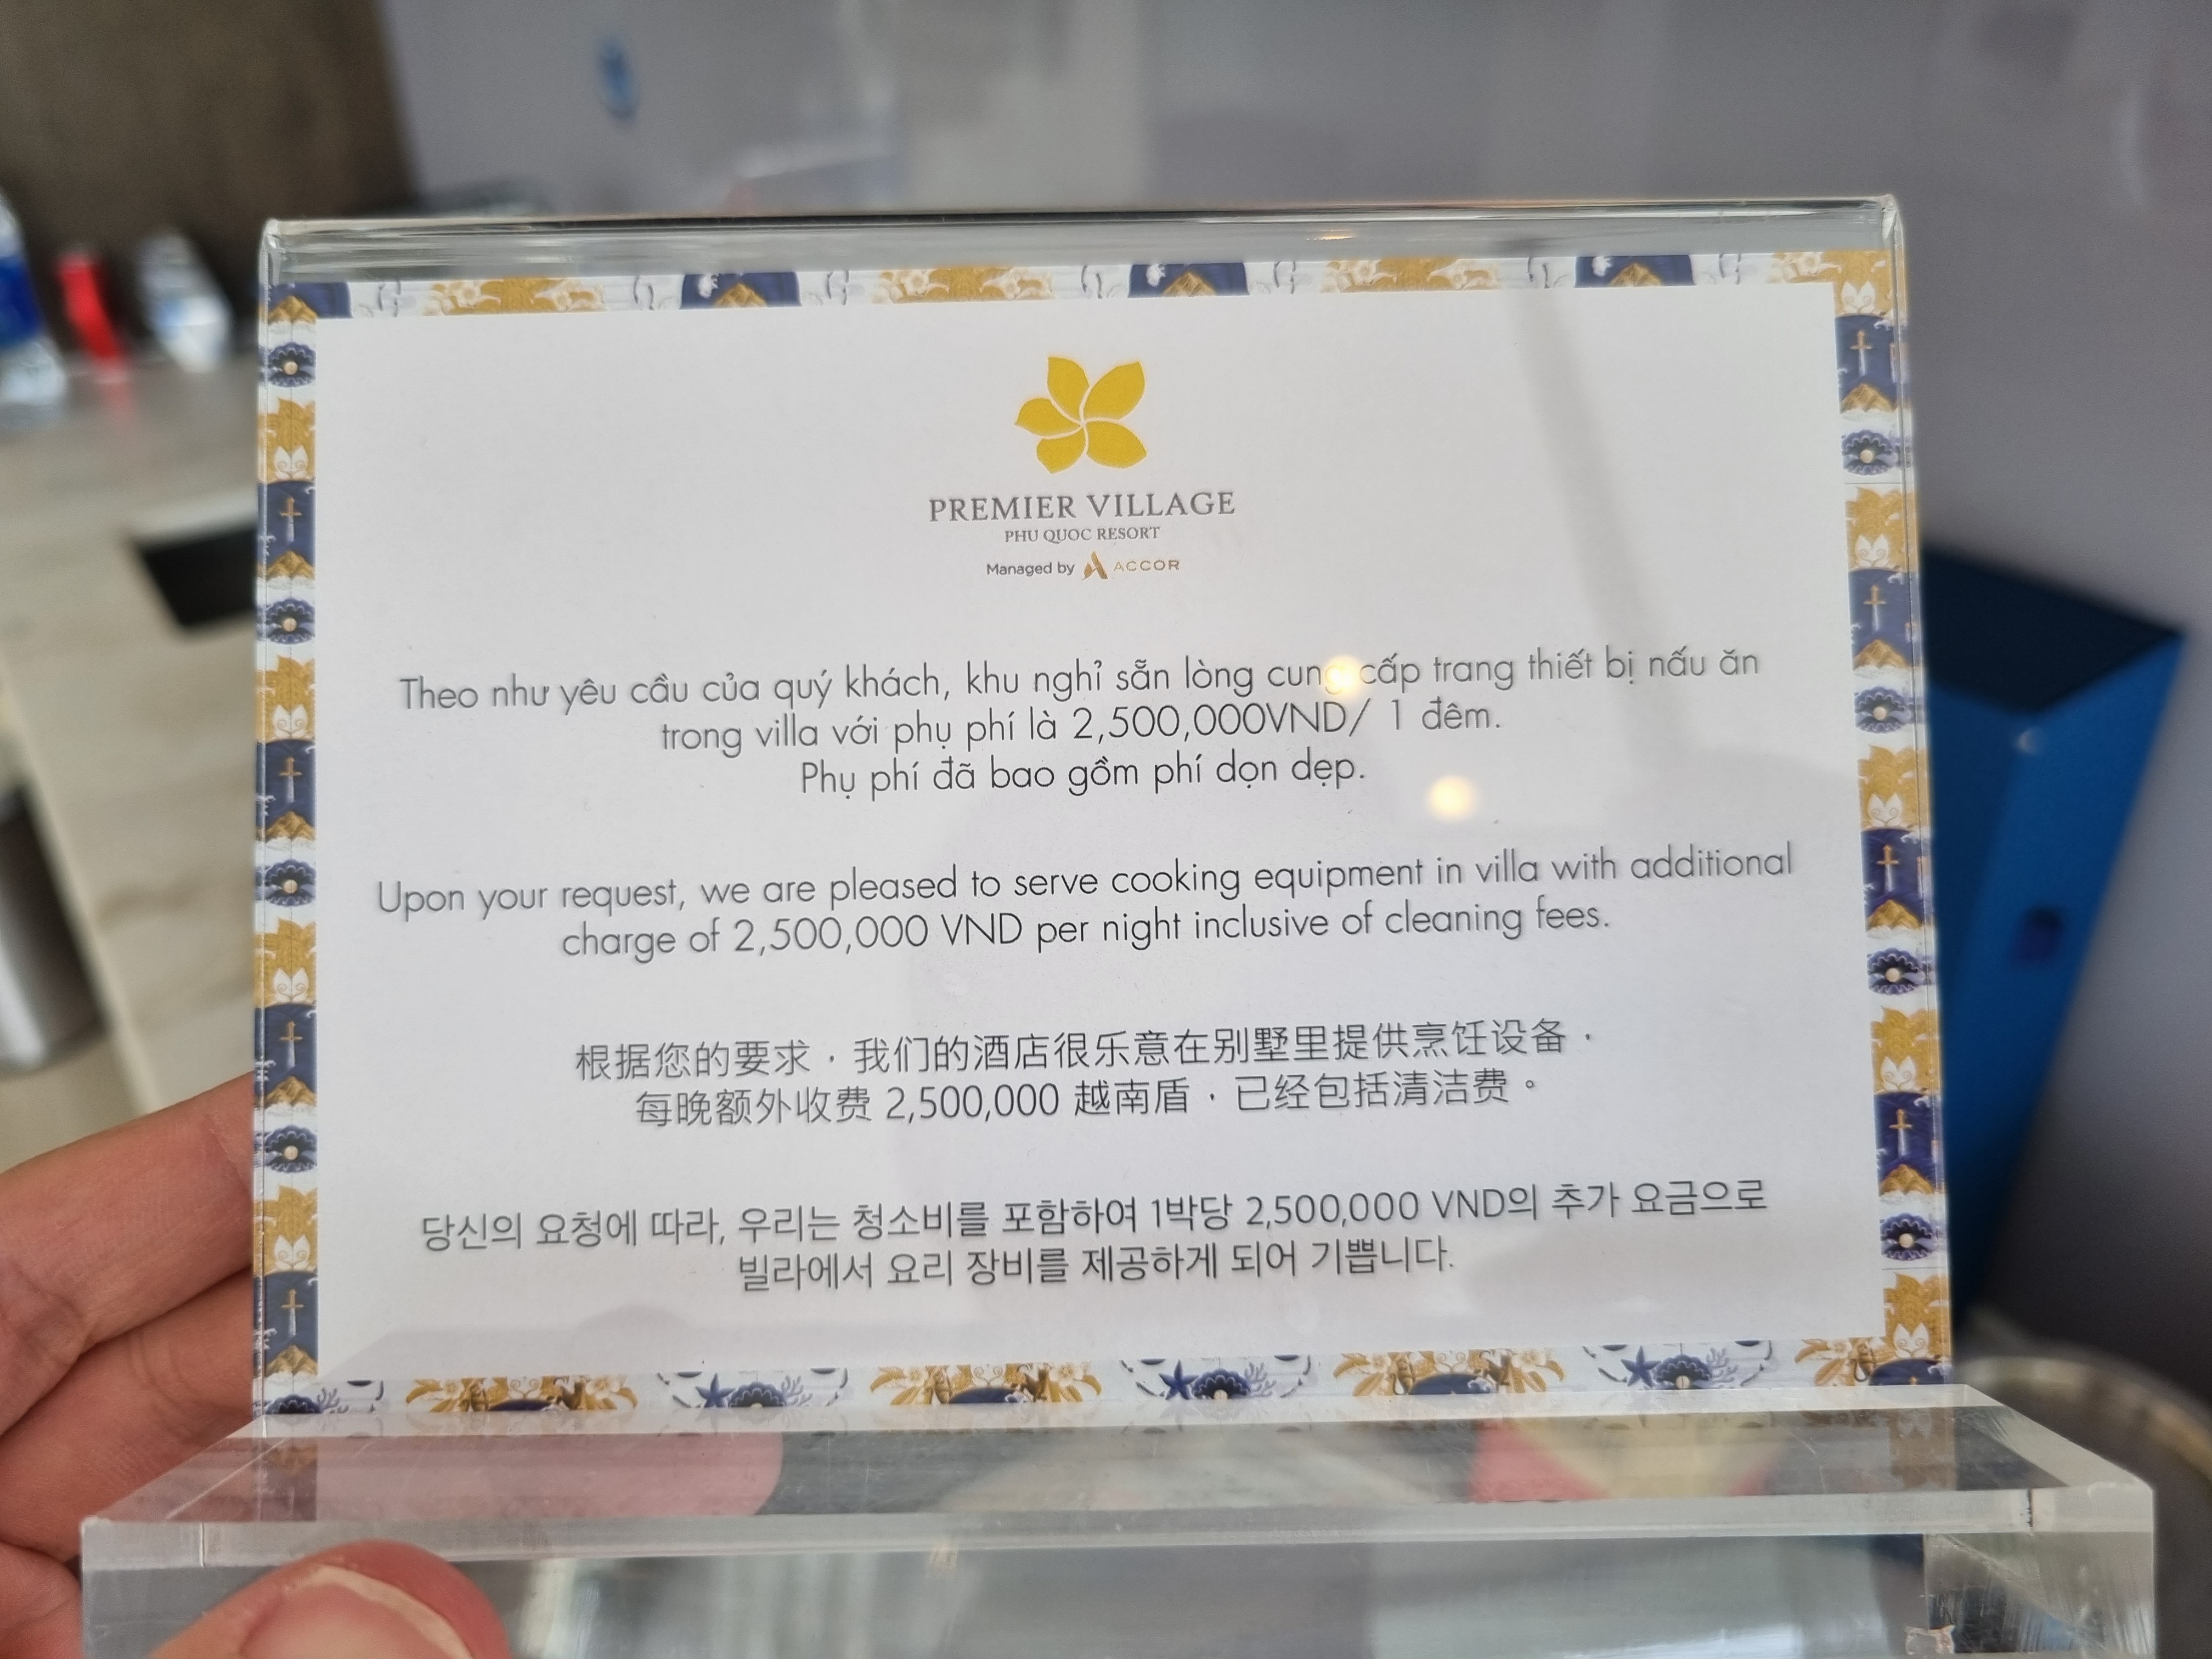 PREMIER VILLAGE
PHU QUOC RESORT
Managed by ACCOR
Theo như yêu cầu của quý khách, khu nghỉ sẵn lòng cung cấp trang thiết bị nấu ăn
trong villa với phụ phí là 2,500,000VND/ 1 đêm.
Phụ phí đã bao gồm phí dọn dẹp.
Upon your request, we are pleased to serve cooking equipment in villa with additional
charge of 2,500,000 VND per night inclusive of cleaning fees.
根据您的要求，我们的酒店很乐意在别墅里提供烹饪设备，
每晚额外收费 2,500,000 越南盾，已经包括清洁费。
당신의 요청에 따라, 우리는 청소비를 포함하여 1박당 2,500,000 VND의 추가 요금으로
빌라에서 요리 장비를 제공하게 되어 기쁩니다.